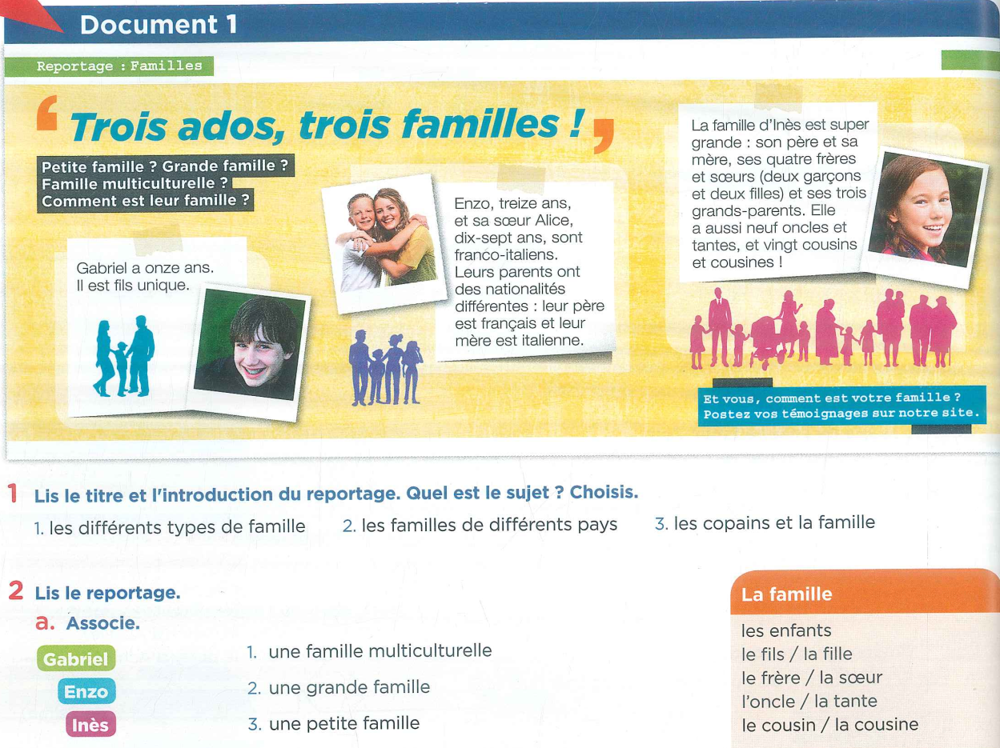 Document 1
Reportage : Familles
‘ Trois ados, trois familles ! ’
Petite famille ? Grande famille ?
Famille multiculturelle ?
Comment est leur famille ?
Gabriel a onze ans.
Il est fils unique.
Enzo, treize ans,
et sa sœur Alice,
dix-sept ans, sont
franco-italiens.
Leurs parents ont
des nationalités
différentes : leur père
est français et leur
mère est italienne.
La famille d'Inès est super
grande : son père et sa
mère, ses quatre frères
et sœurs (deux garçons
et deux filles) et ses trois
grands-parents. Elle
a aussi neuf oncles et
tantes, et vingt cousins
et cousines !
Et vous, comment est votre famille ?
Postez vos témoignages sur notre site.
1 Lis le titre et l'introduction du reportage. Quel est le sujet ? Choisis.
1. les différents types de famille 2. les familles de différents pays 3. les copains et la famille
2 Lis le reportage.
a. Associe.
Gabriel
Enzo
Inès
1. une famille multiculturelle
2. une grande famille
3. une petite famille
La famille
les enfants
le fils / la fille
le frère / la sœur
l'oncle / la tante
le cousin / la cousine